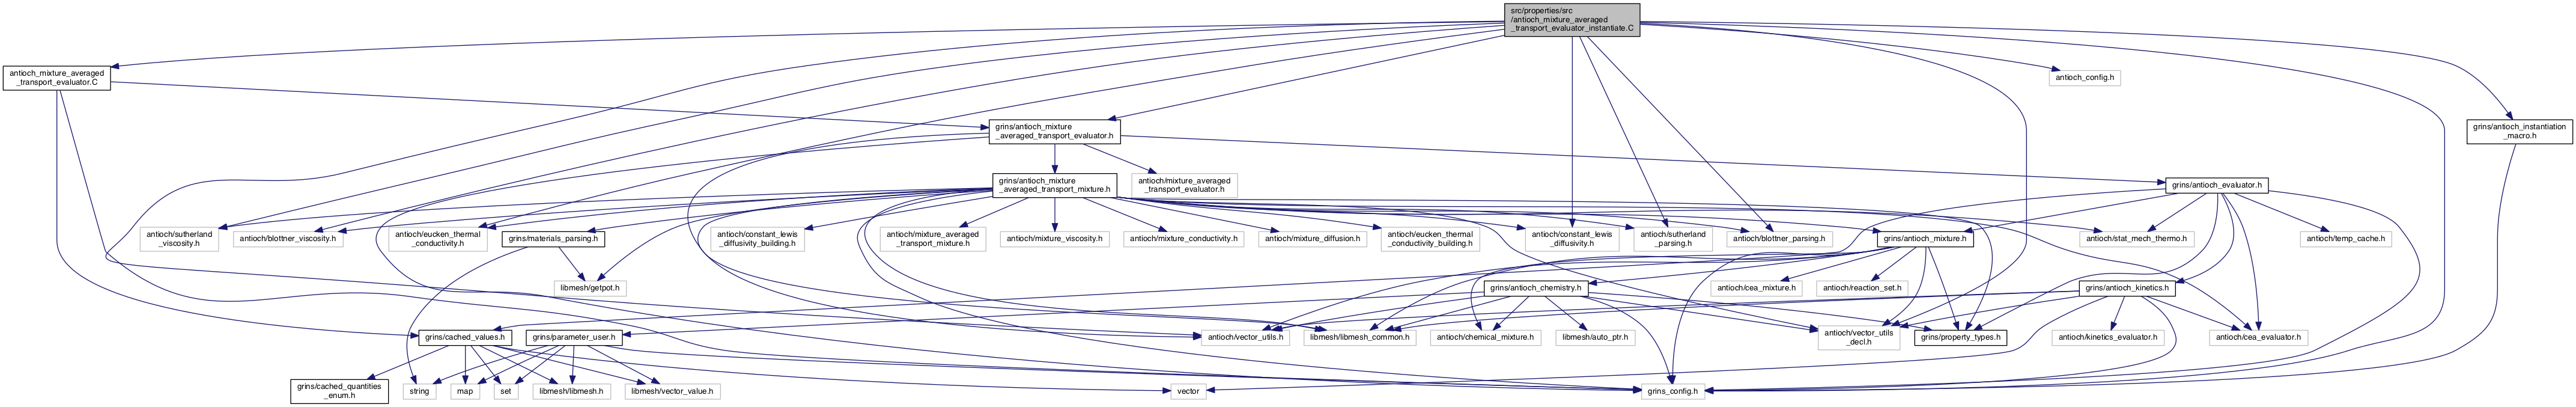 src/properties/src
/antioch_mixture_averaged
_transport_evaluator_instantiate.C
antioch_mixture_averaged
_transport_evaluator.C
antioch_config.h
grins/antioch_mixture
_averaged_transport_evaluator.h
grins/antioch_instantiation
_macro.h
grins/antioch_mixture
_averaged_transport_mixture.h
antioch/mixture_averaged
_transport_evaluator.h
grins/antioch_evaluator.h
antioch/sutherland
_viscosity.h
antioch/blottner_viscosity.h
antioch/eucken_thermal
_conductivity.h
grins/materials_parsing.h
antioch/constant_lewis
_diffusivity_building.h
antioch/mixture_averaged
_transport_mixture.h
antioch/mixture_viscosity.h
antioch/mixture_conductivity.h
antioch/mixture_diffusion.h
antioch/eucken_thermal
_conductivity_building.h
antioch/constant_lewis
_diffusivity.h
antioch/sutherland
_parsing.h
antioch/blottner_parsing.h
grins/antioch_mixture.h
antioch/stat_mech_thermo.h
antioch/temp_cache.h
libmesh/getpot.h
grins/antioch_chemistry.h
antioch/cea_mixture.h
antioch/reaction_set.h
grins/antioch_kinetics.h
grins/cached_values.h
grins/parameter_user.h
antioch/vector_utils.h
libmesh/libmesh_common.h
antioch/chemical_mixture.h
libmesh/auto_ptr.h
antioch/vector_utils
_decl.h
grins/property_types.h
antioch/kinetics_evaluator.h
antioch/cea_evaluator.h
grins/cached_quantities
_enum.h
string
map
set
libmesh/libmesh.h
libmesh/vector_value.h
vector
grins_config.h